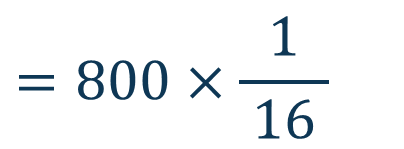 = 800 × 1/16